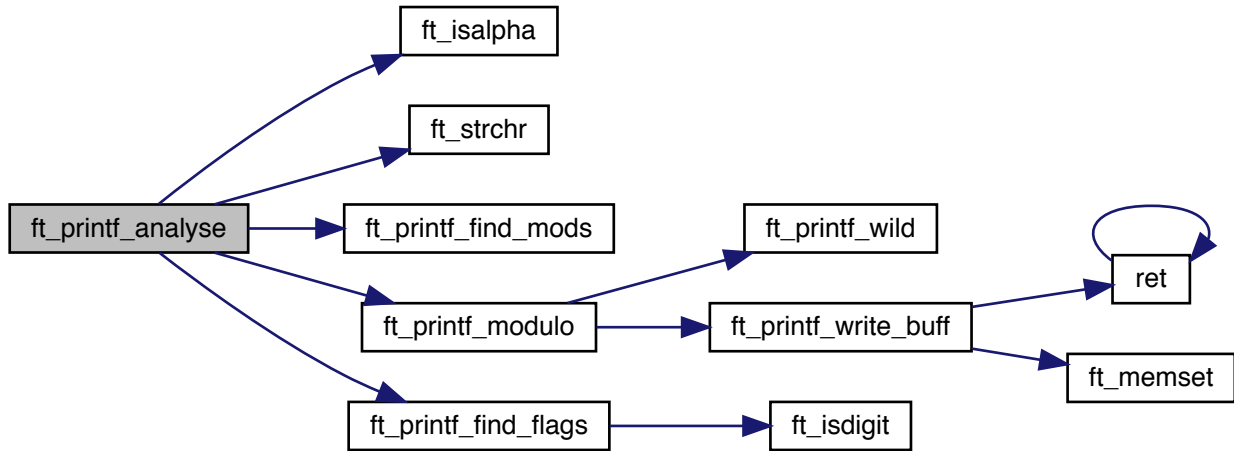 ft_isalpha
ft_strchr
ft_printf_analyse
ft_printf_find_mods
ft_printf_wild
ret
ft_printf_modulo
ft_printf_write_buff
ft_memset
ft_printf_find_flags
ft_isdigit